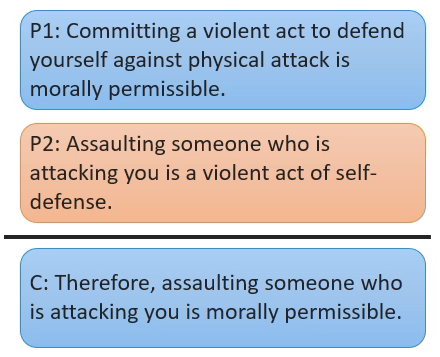 P1: Committing a violent act to defend
yourself against physical attack is
morally permissible.
P2: Assaulting someone who is
attacking you is a violent act of self-
defense.
C: Therefore, assaulting someone who
is attacking you is morally permissible.